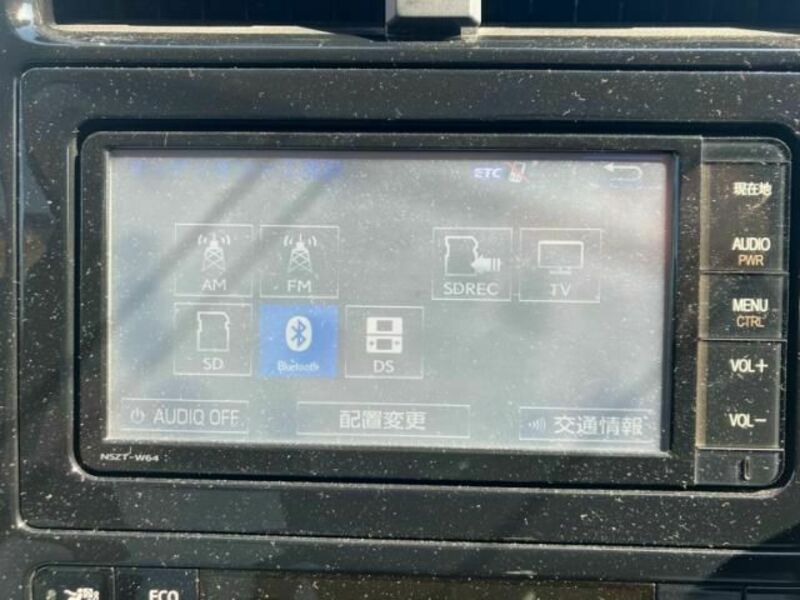 ETC
現在地
AM
FM
SDREC
TV
AUDIO
PWR
SD
Bluetooth
DS
MENU
CTRL
VOL+
AUDIO OFF
配置変更
交通情報
VOL−
NSZT-W64
ECO